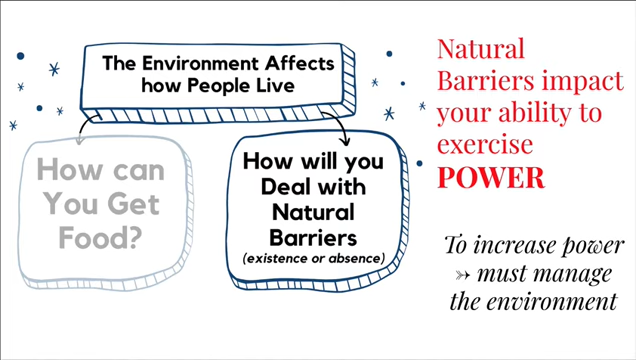 The Environment Affects
how People Live
How can
You Get
Food?
How will you
Deal with
Natural
Barriers
(existence or absence)
Natural
Barriers impact
your ability to
exercise
POWER
To increase power
➳ must manage
the environment